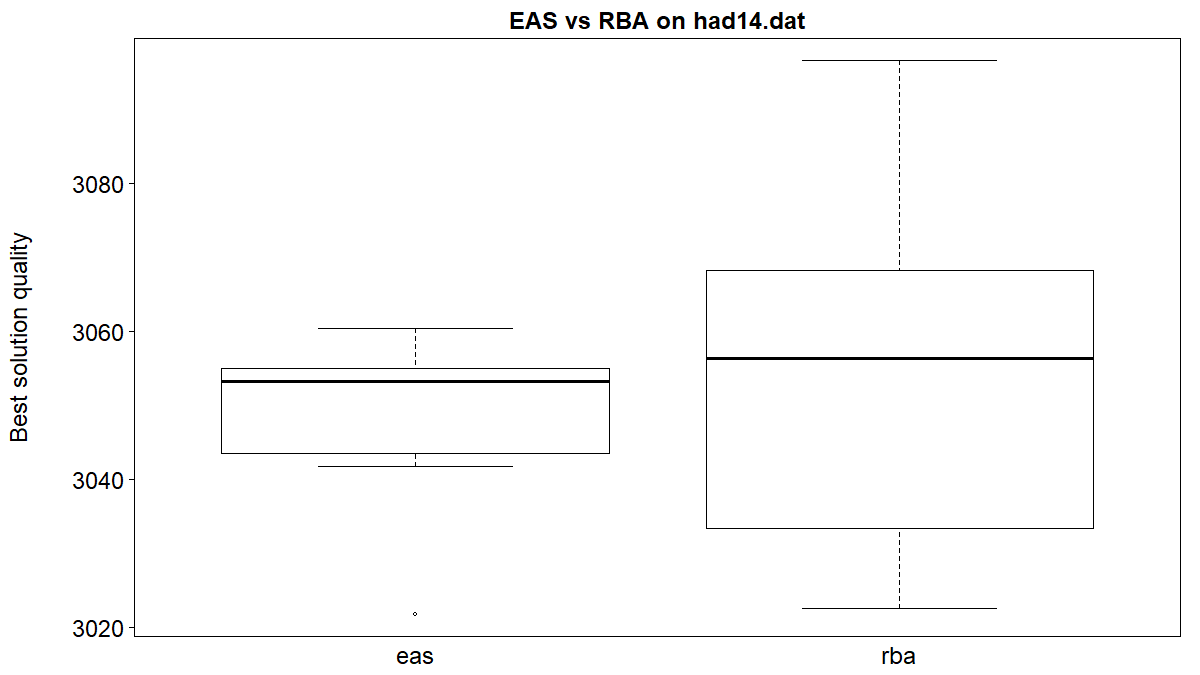 EAS vs RBA on had14.dat
Best solution quality
3080
3060
3040
3020
eas
rba